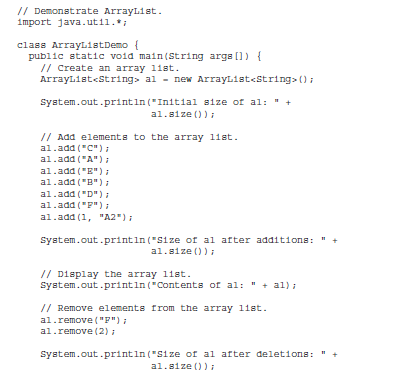 // Demonstrate ArrayList.
import java.util.*;
class ArrayListDemo {
public static void main(String args[]) {
// Create an array list.
ArrayList<String> al = new ArrayList<String>();
System.out.println("Initial size of al: " +
al.size());
// Add elements to the array list.
al.add("C");
al.add("A");
al.add("E");
al.add("B");
al.add("D");
al.add("F");
al.add(1, "A2");
System.out.println("Size of al after additions: " +
al.size());
// Display the array list.
System.out.println("Contents of al: " + al);
// Remove elements from the array list.
al.remove("F");
al.remove(2);
System.out.println("Size of al after deletions: " +
al.size());